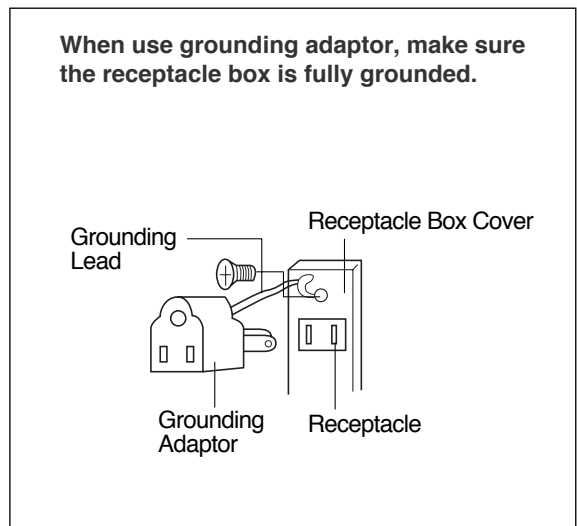 When use grounding adaptor, make sure
the receptacle box is fully grounded.
Receptacle Box Cover
Grounding
Lead
Grounding
Adaptor
Receptacle